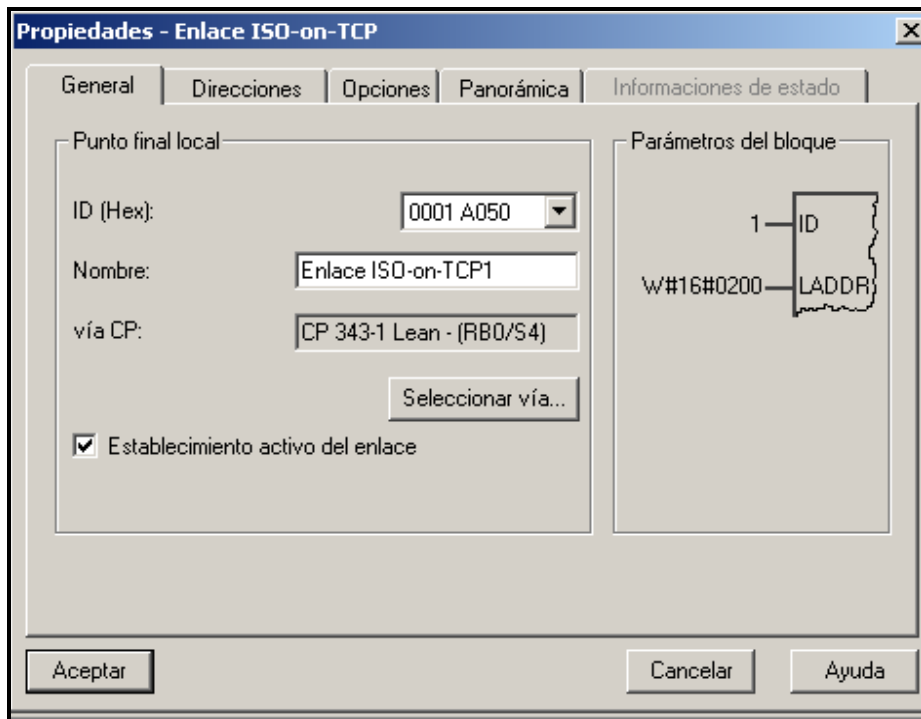 Propiedades - Enlace ISO-on-TCP
General Direcciones Opciones Panorámica Informaciones de estado
Punto final local
ID (Hex): 0001 A050
Nombre: Enlace ISO-on-TCP1
vía CP: CP 343-1 Lean - (RB0/S4)
Seleccionar vía...
Establecimiento activo del enlace
Parámetros del bloque
1 ID
W#16#0200 LADDR
Aceptar Cancelar Ayuda